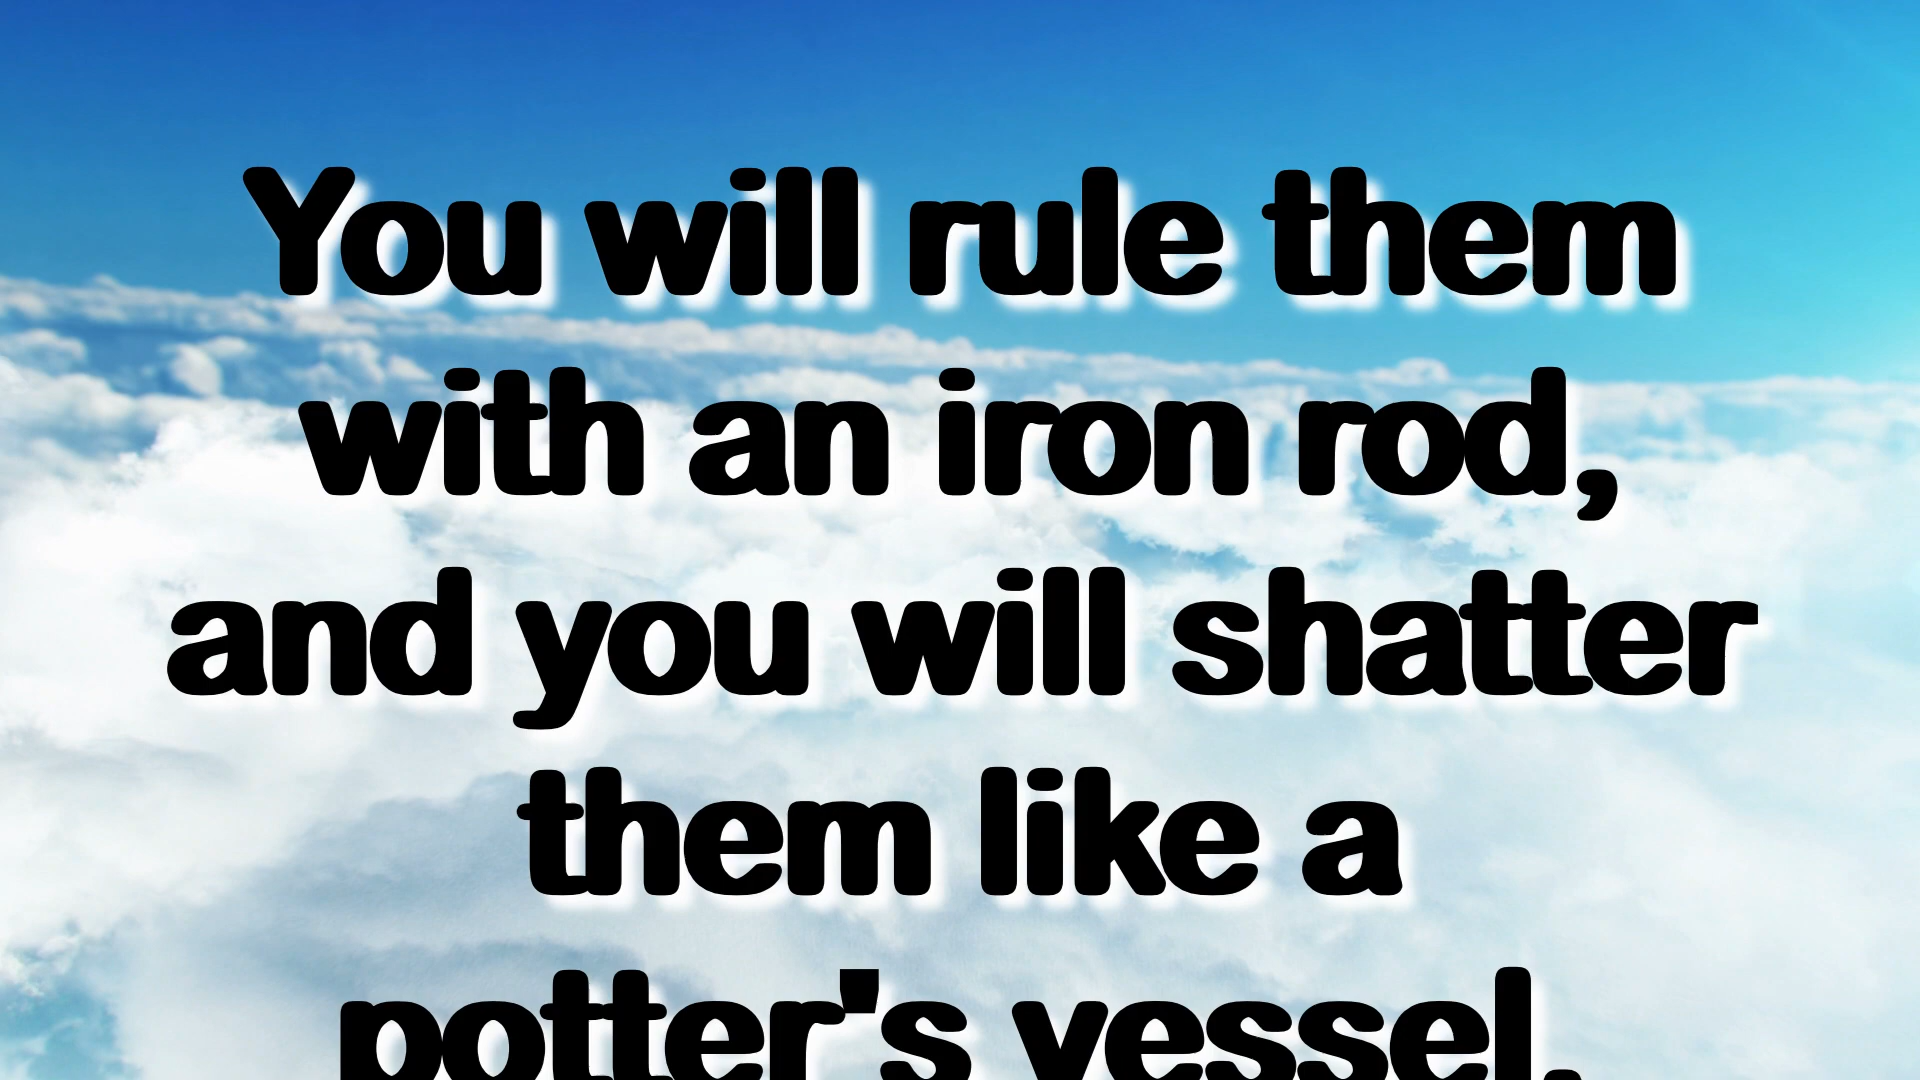 You will rule them
with an iron rod,
and you will shatter
them like a
potter's vessel.